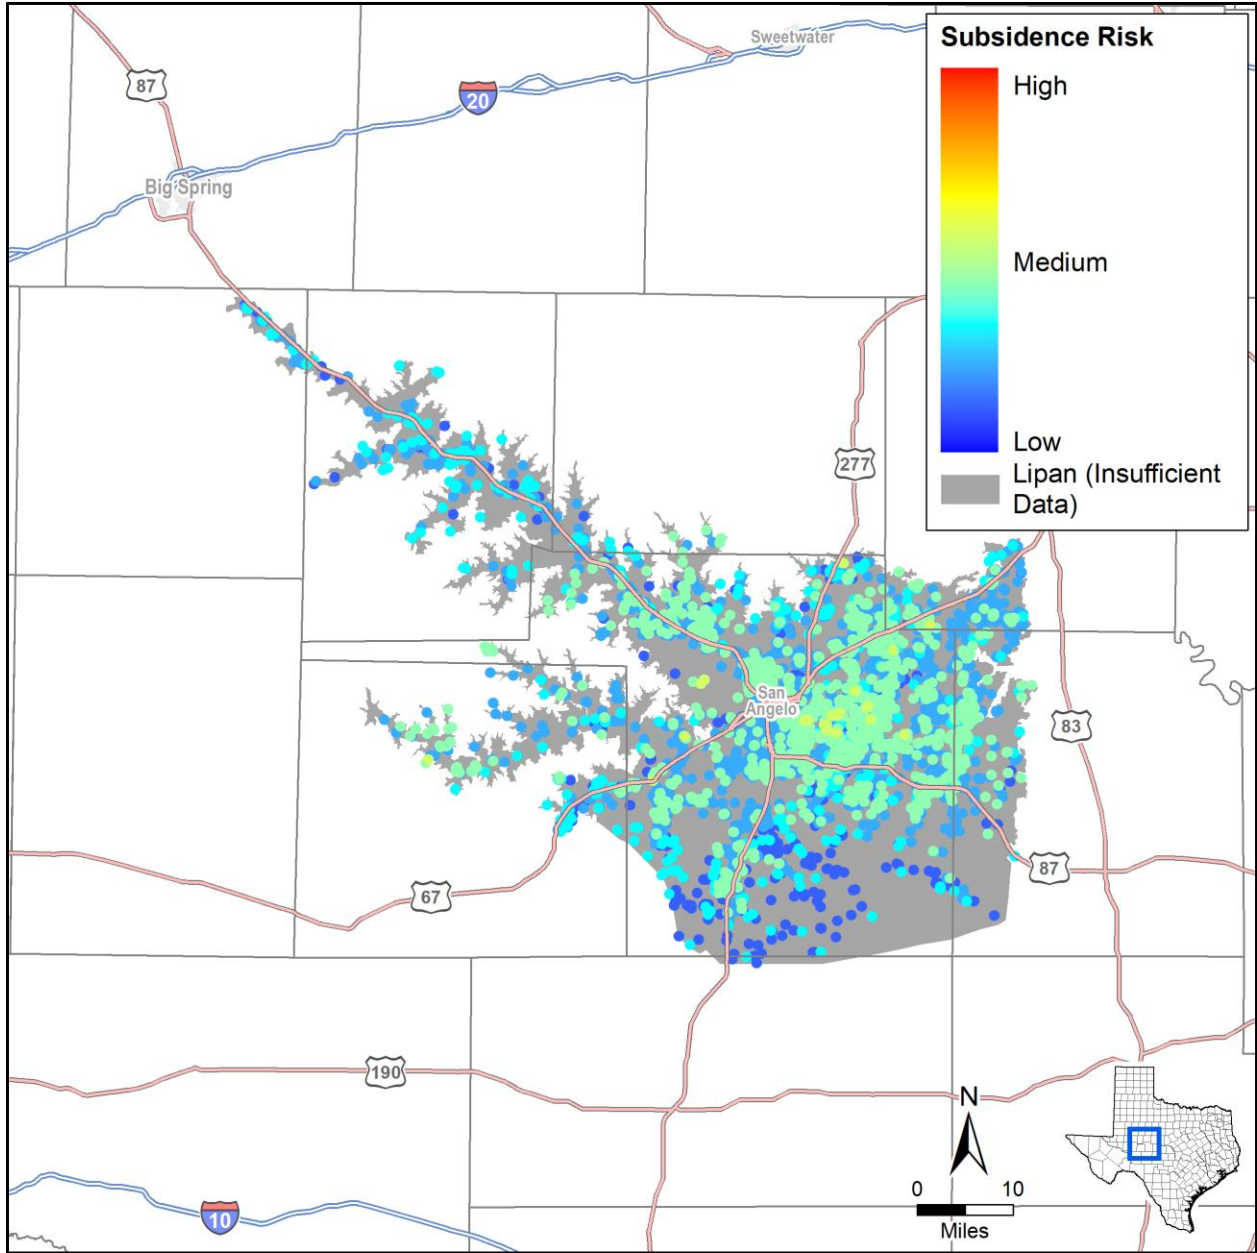 Sweetwater
87
20
Big Spring
Subsidence Risk
High
Medium
Low
Lipan (Insufficient
Data)
277
San
Angelo
83
87
67
190
10
N
0 10
Miles